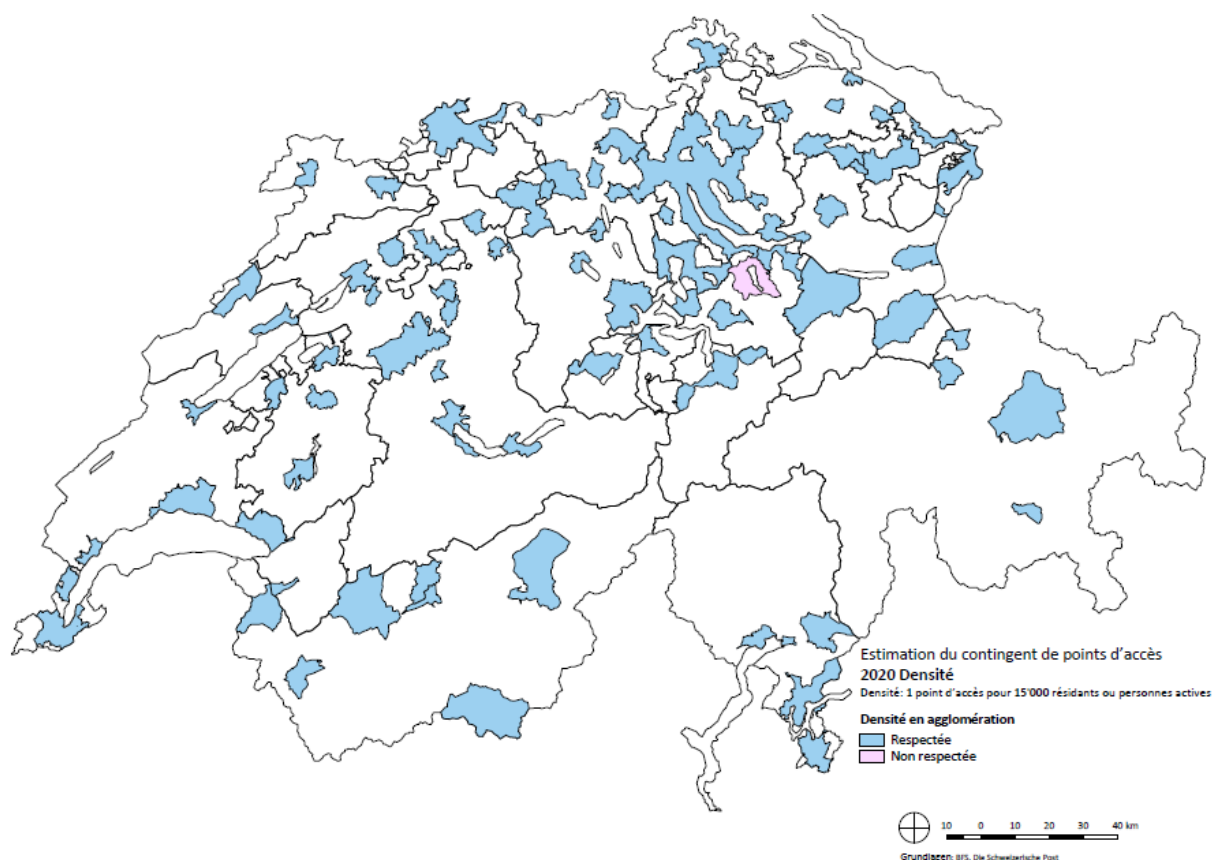 Estimation du contingent de points d'accès
2020 Densité
Densité: 1 point d'accès pour 15'000 résidants ou personnes actives
Densité en agglomération
Respectée
Non respectée
10 0 10 20 30 40 km
Grundlagen: BFS, Die Schweizerische Post